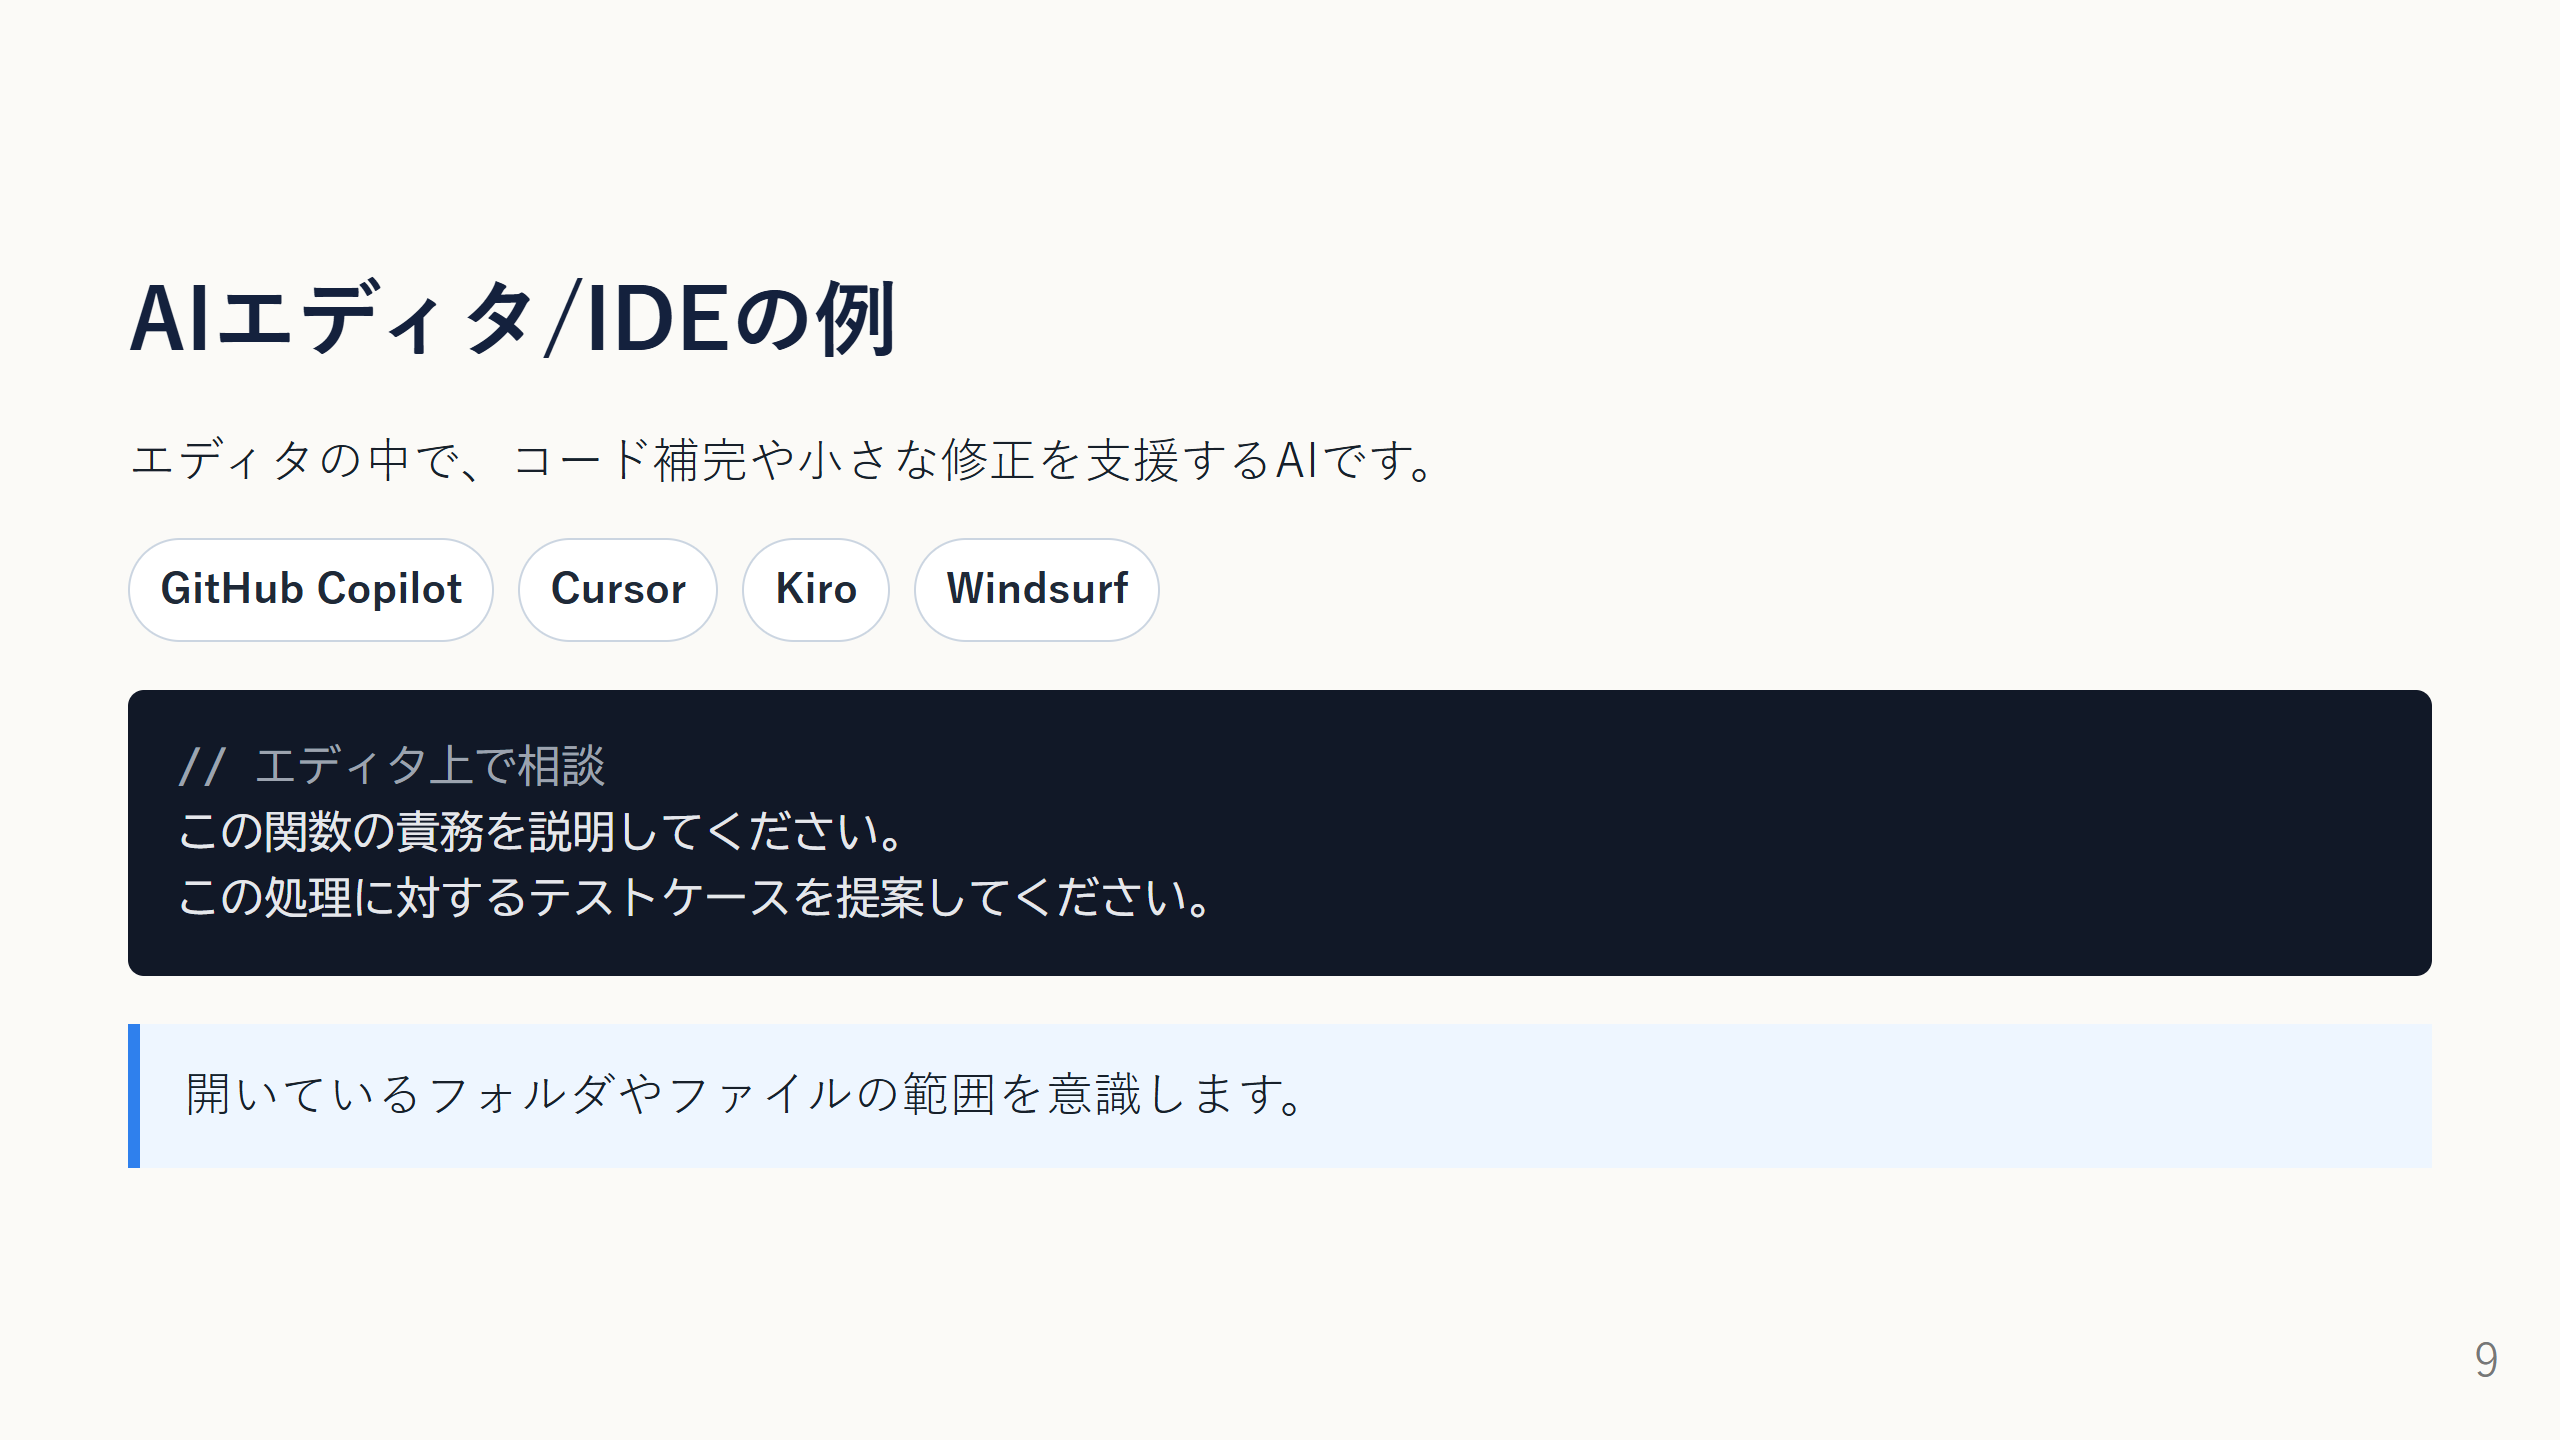 AIエディタ/IDEの例
エディタの中で、コード補完や小さな修正を支援するAIです。
GitHub Copilot Cursor Kiro Windsurf
// エディタ上で相談
この関数の責務を説明してください。
この処理に対するテストケースを提案してください。
開いているフォルダやファイルの範囲を意識します。
9